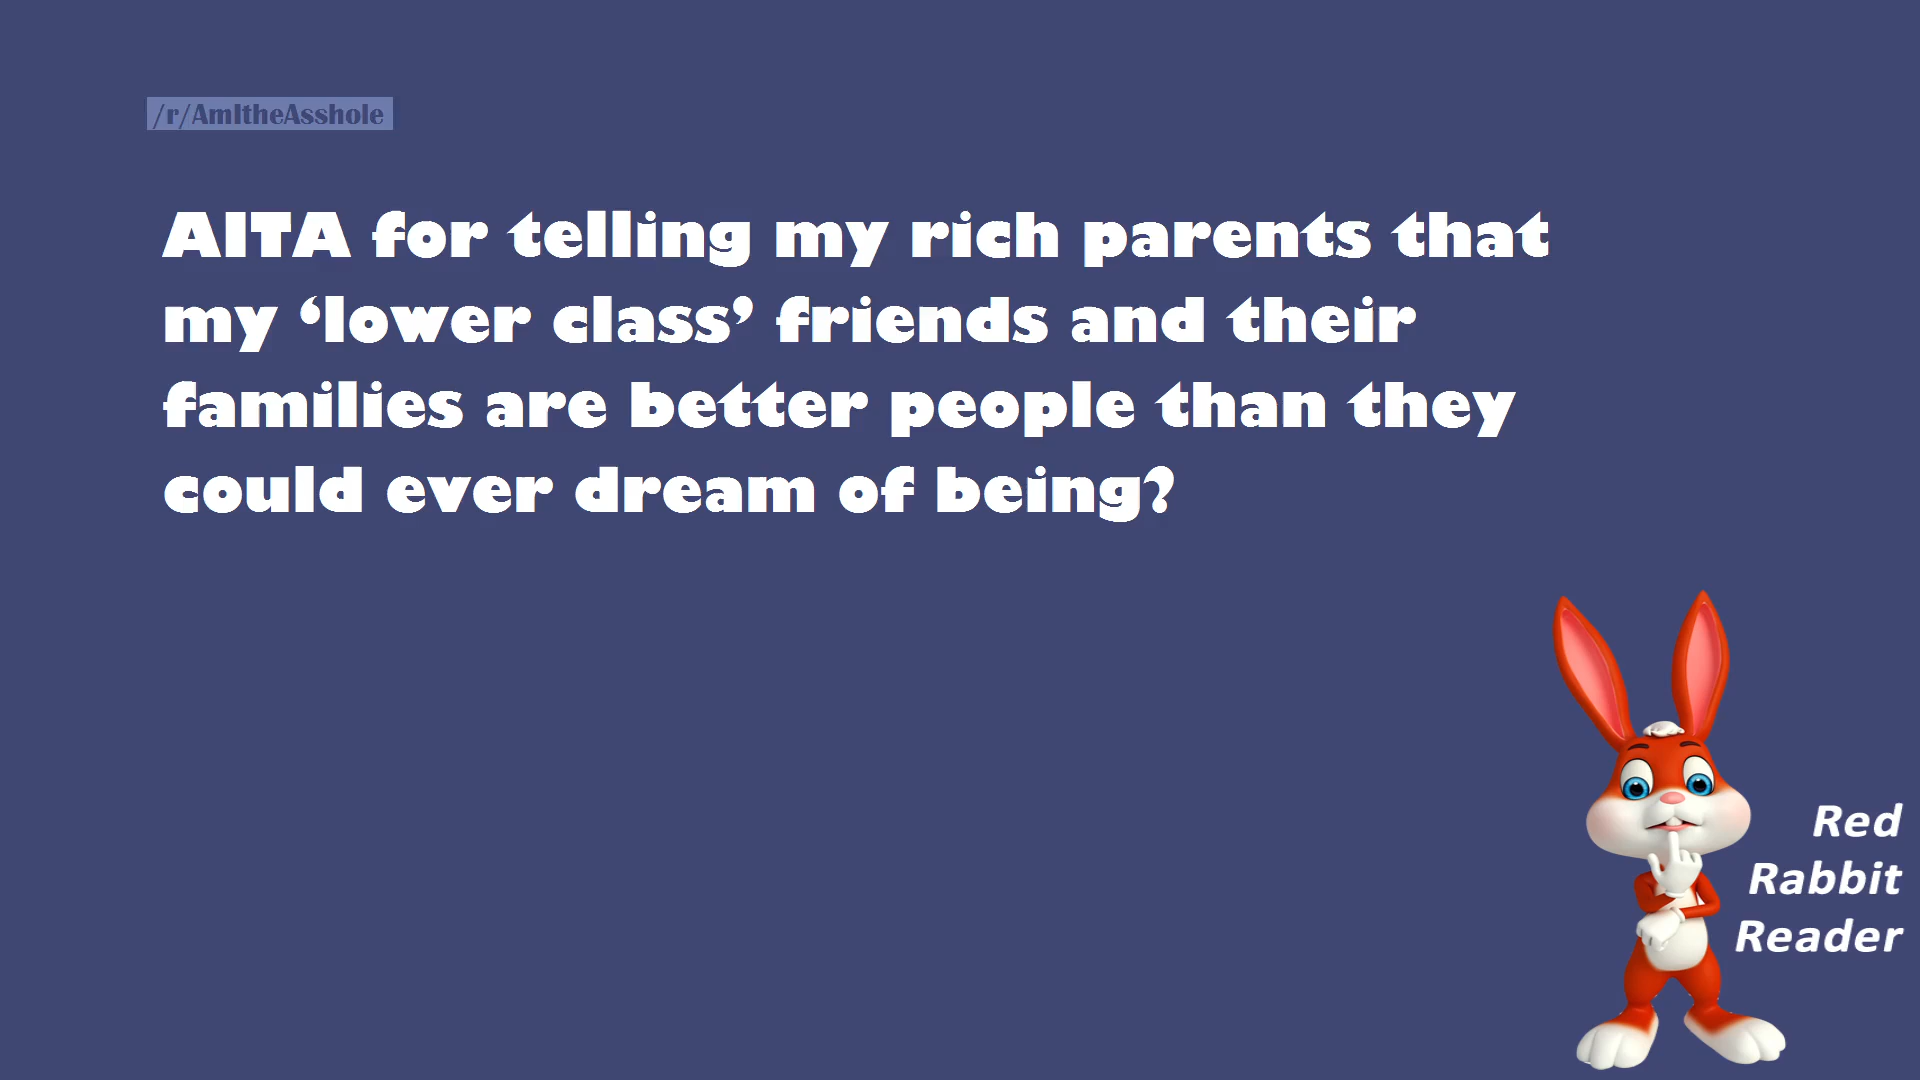 /r/AmItheAsshole
AITA for telling my rich parents that
my ‘lower class’ friends and their
families are better people than they
could ever dream of being?
Red
Rabbit
Reader